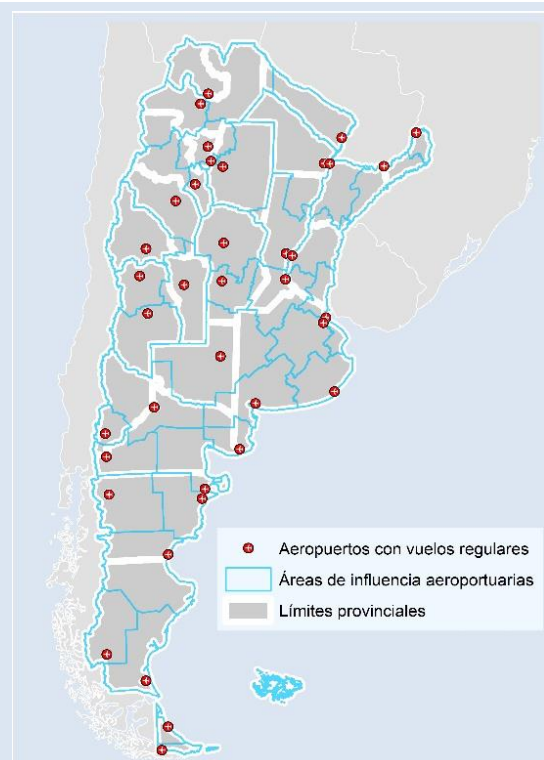 Aeropuertos con vuelos regulares
Áreas de influencia aeroportuarias
Límites provinciales